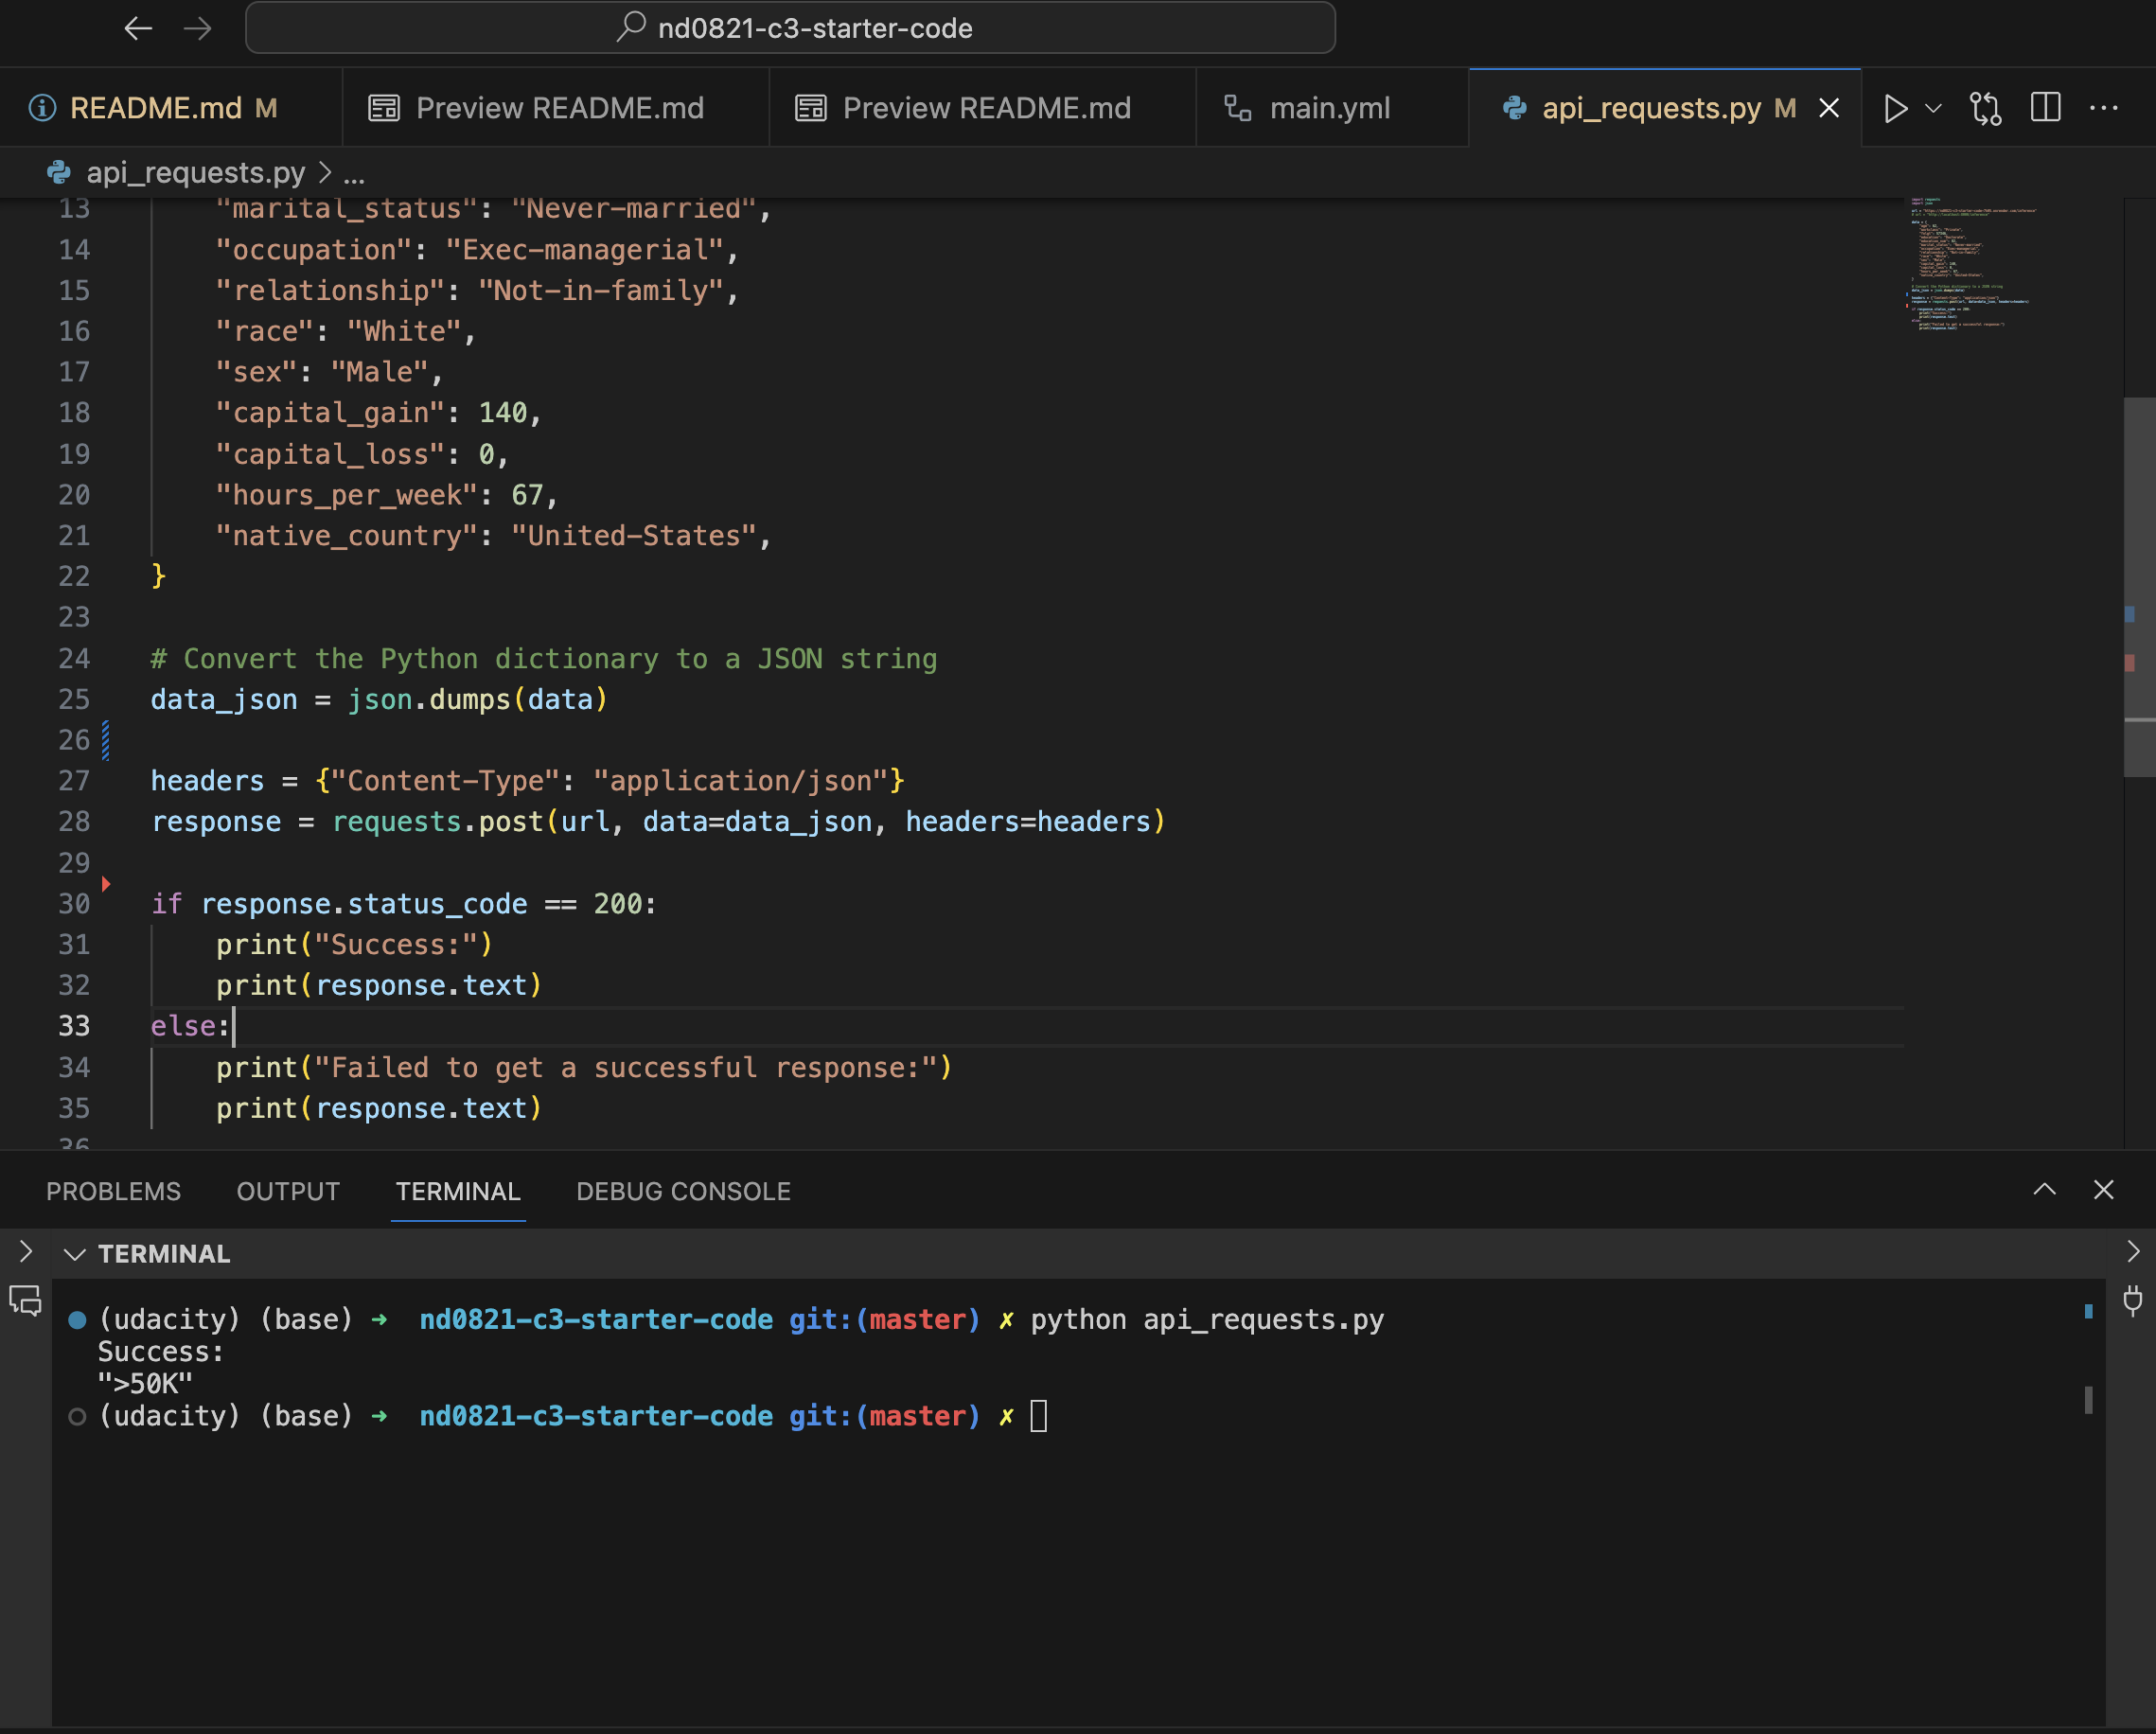 nd0821-c3-starter-code
README.md M
Preview README.md
Preview README.md
main.yml
api_requests.py M
api_requests.py > ...
13 "marital_status": "Never-married",
14 "occupation": "Exec-managerial",
15 "relationship": "Not-in-family",
16 "race": "White",
17 "sex": "Male",
18 "capital_gain": 140,
19 "capital_loss": 0,
20 "hours_per_week": 67,
21 "native_country": "United-States",
22 }
23
24 # Convert the Python dictionary to a JSON string
25 data_json = json.dumps(data)
26
27 headers = {"Content-Type": "application/json"}
28 response = requests.post(url, data=data_json, headers=headers)
29
30 if response.status_code == 200:
31 print("Success:")
32 print(response.text)
33 else:
34 print("Failed to get a successful response:")
35 print(response.text)
36
PROBLEMS
OUTPUT
TERMINAL
DEBUG CONSOLE
TERMINAL
(udacity) (base) ➜ nd0821-c3-starter-code git:(master) ✗ python api_requests.py
Success:
">50K"
(udacity) (base) ➜ nd0821-c3-starter-code git:(master) ✗